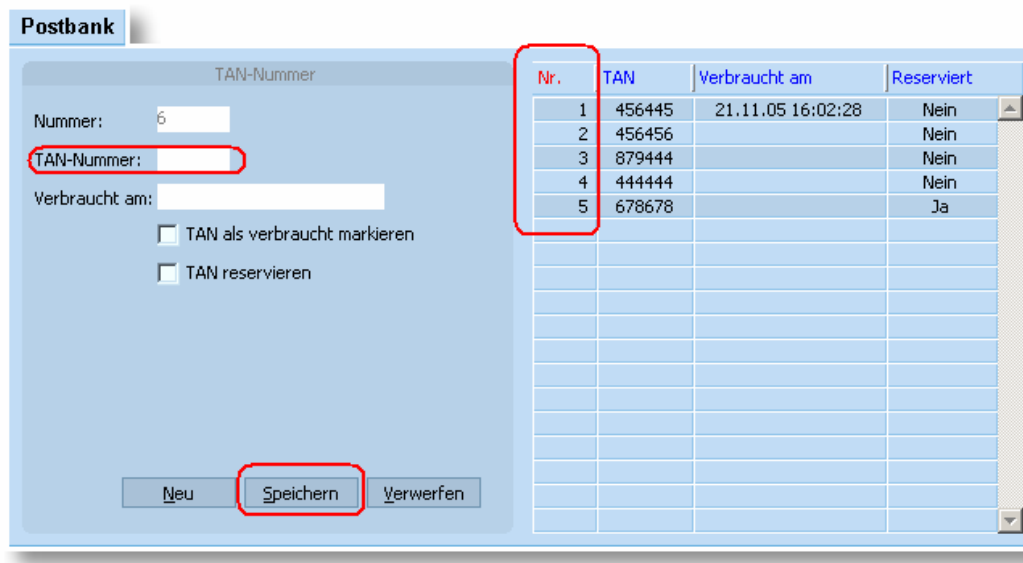 Postbank
TAN-Nummer
Nummer: 6
TAN-Nummer:
Verbraucht am:
TAN als verbraucht markieren
TAN reservieren
Neu Speichern Verwerfen
Nr. TAN Verbraucht am Reserviert
1 456445 21.11.05 16:02:28 Nein
2 456456 Nein
3 879444 Nein
4 444444 Nein
5 678678 Ja